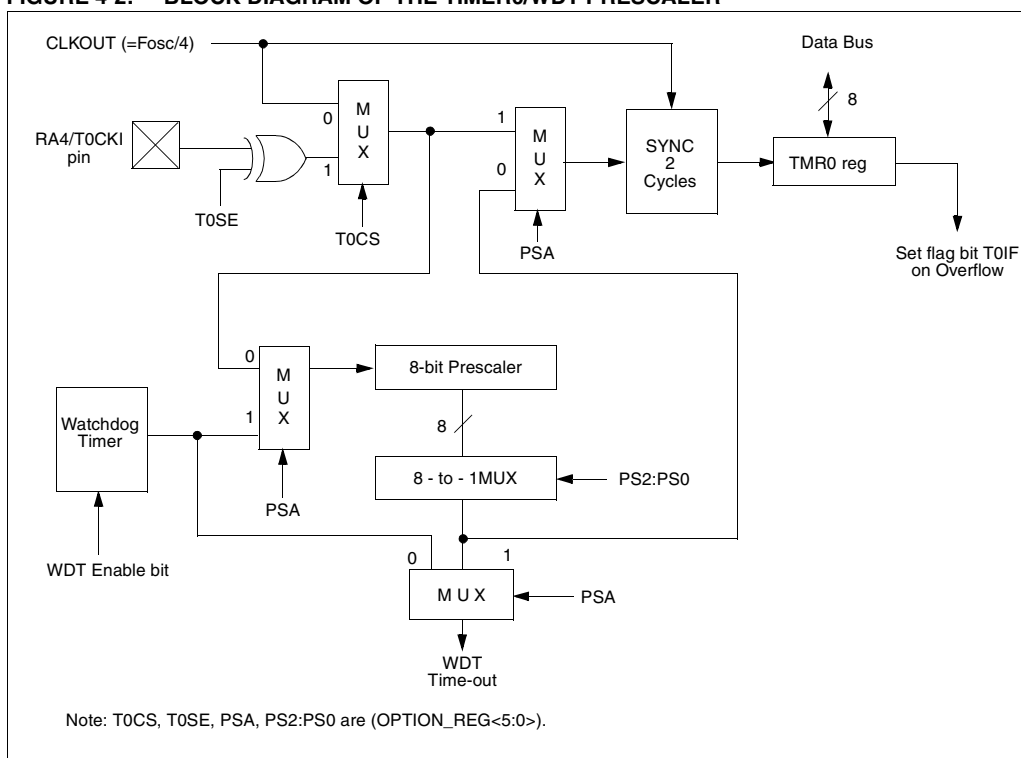 FIGURE 4-2: BLOCK DIAGRAM OF THE TIMER0/WDT PRESCALER
CLKOUT (=Fosc/4)
Data Bus
8
RA4/T0CKI
pin
T0SE
0
1
M
U
X
T0CS
1
0
M
U
X
PSA
SYNC
2
Cycles
TMR0 reg
Set flag bit T0IF
on Overflow
0
1
M
U
X
PSA
8-bit Prescaler
8
8 - to - 1MUX
PS2:PS0
Watchdog
Timer
WDT Enable bit
0
1
M U X
PSA
WDT
Time-out
Note: T0CS, T0SE, PSA, PS2:PS0 are (OPTION_REG<5:0>).